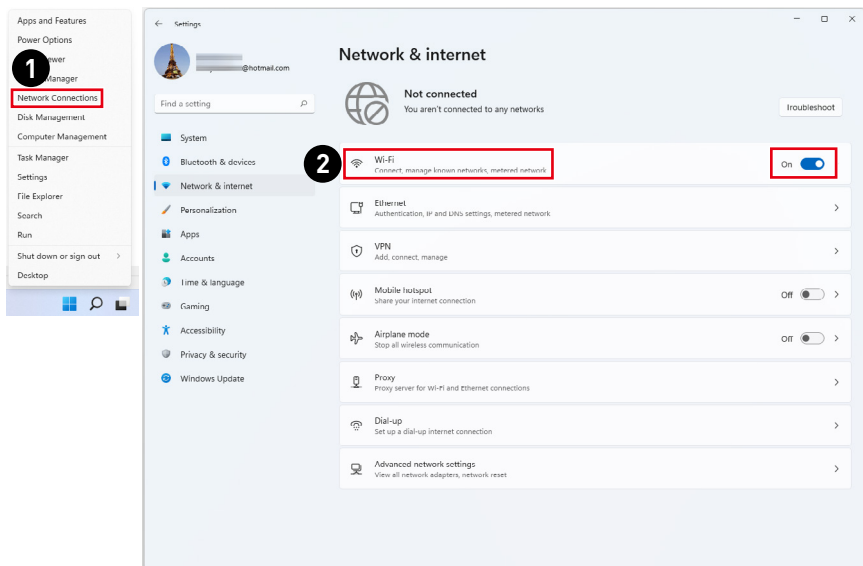 Apps and Features
Power Options
ewer
1
Manager
Network Connections
Disk Management
Computer Management
Task Manager
Settings
File Explorer
Search
Run
Shut down or sign out
Desktop
Settings
@hotmail.com
Find a setting
System
Bluetooth & devices
Network & internet
Personalization
Apps
Accounts
Time & language
Gaming
Accessibility
Privacy & security
Windows Update
Network & internet
Not connected
You aren't connected to any networks
Troubleshoot
2
Wi-Fi
Connect, manage known networks, metered network
On
Ethernet
Authentication, IP and DNS settings, metered network
VPN
Add, connect, manage
Mobile hotspot
Share your internet connection
Off
Airplane mode
Stop all wireless communication
Off
Proxy
Proxy server for Wi-Fi and Ethernet connections
Dial-up
Set up a dial-up internet connection
Advanced network settings
View all network adapters, network reset